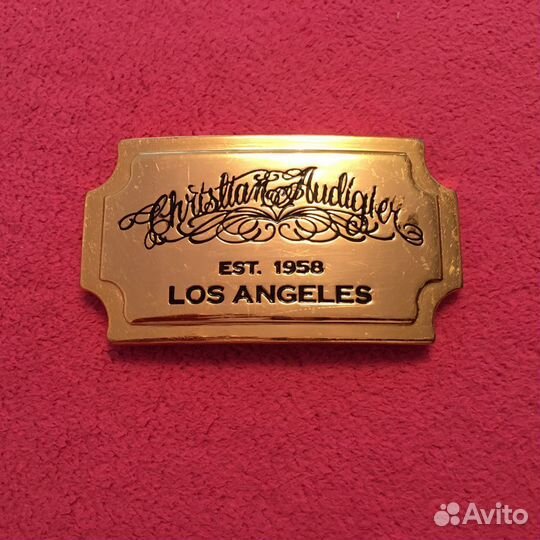 Christian Audigier
EST. 1958
LOS ANGELES
Avito